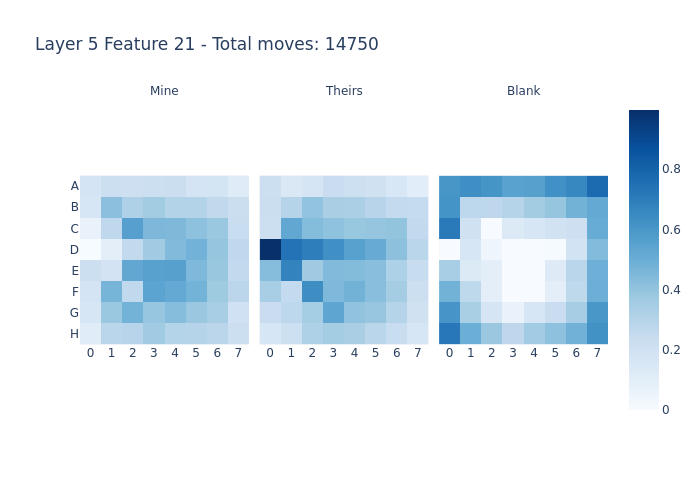 Layer 5 Feature 21 - Total moves: 14750
Mine Theirs Blank
A
B
C
D
E
F
G
H
0 1 2 3 4 5 6 7 0 1 2 3 4 5 6 7 0 1 2 3 4 5 6 7
0.8
0.6
0.4
0.2
0